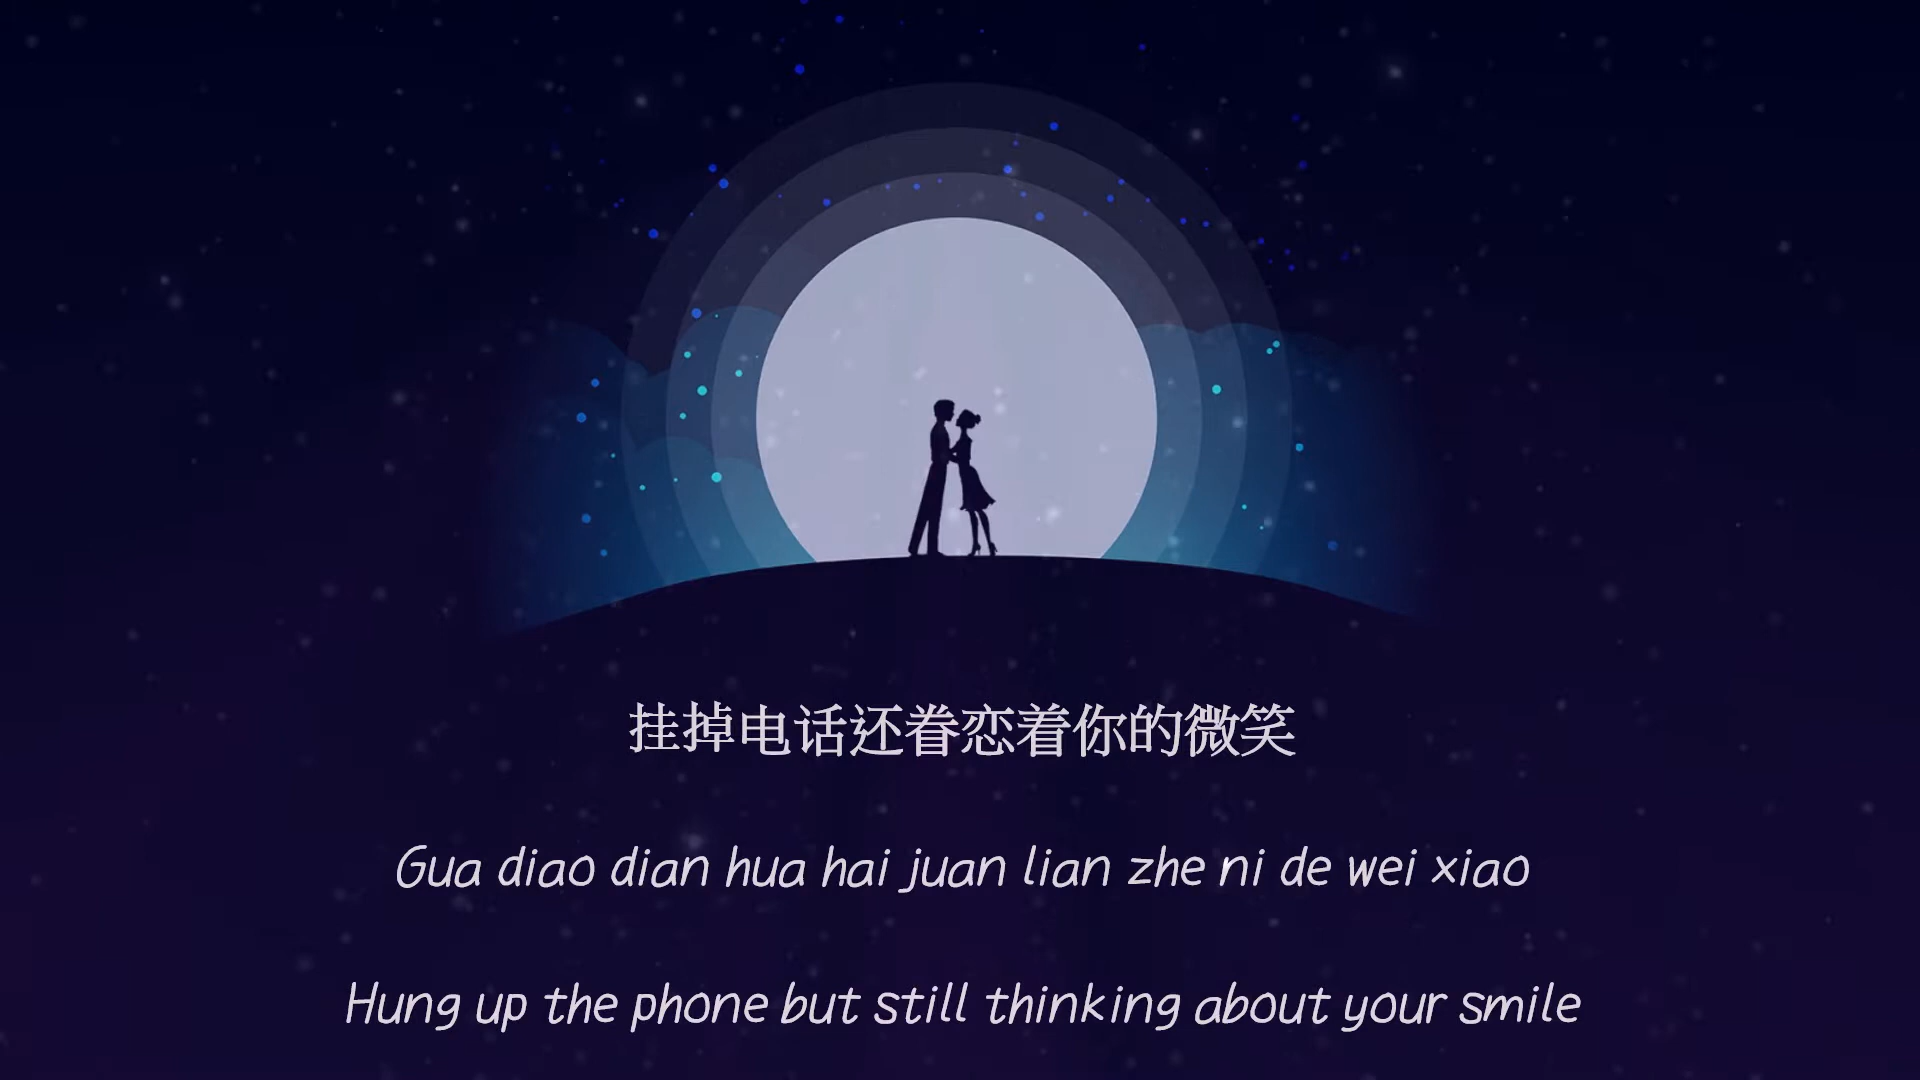 挂掉电话还眷恋着你的微笑
Gua diao dian hua hai juan lian zhe ni de wei xiao
Hung up the phone but still thinking about your smile